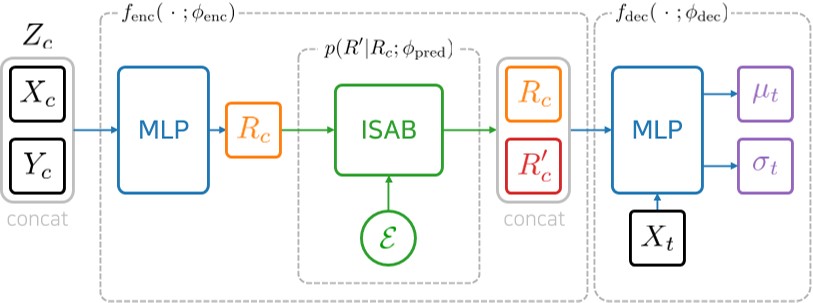 f_enc( · ; ϕ_enc)
f_dec( · ; ϕ_dec)
Z_c
p(R′|R_c; ϕ_pred)
X_c
Y_c
concat
MLP
R_c
ISAB
ℰ
R_c
R′_c
concat
MLP
μ_t
σ_t
X_t